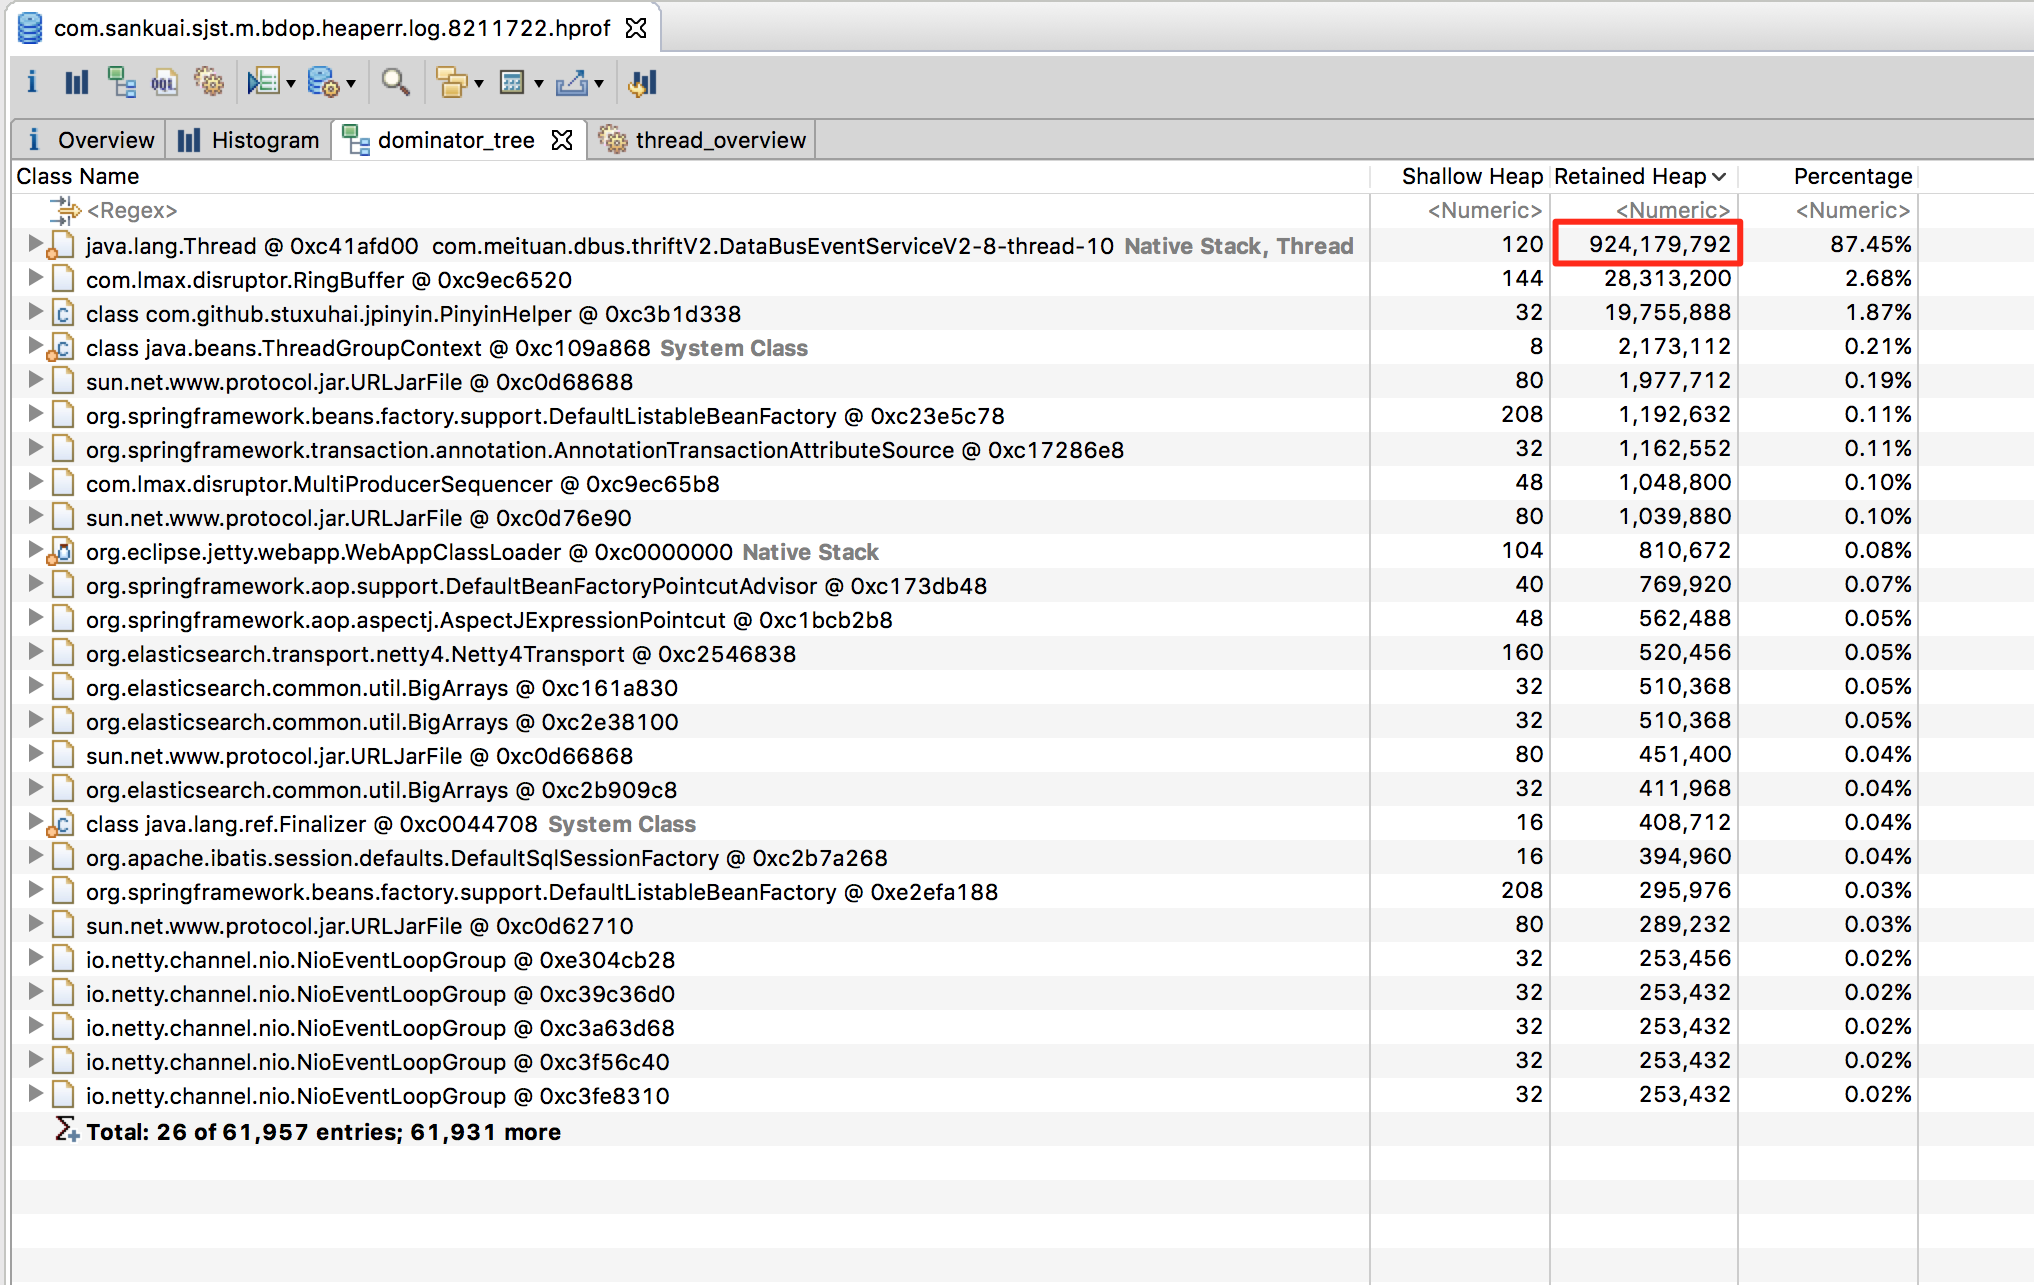 com.sankuai.sjst.m.bdop.heaperr.log.8211722.hprof
OQL
Overview Histogram dominator_tree thread_overview
Class Name Shallow Heap Retained Heap Percentage
<Regex> <Numeric> <Numeric> <Numeric>
java.lang.Thread @ 0xc41afd00 com.meituan.dbus.thriftV2.DataBusEventServiceV2-8-thread-10 Native Stack, Thread 120 924,179,792 87.45%
com.lmax.disruptor.RingBuffer @ 0xc9ec6520 144 28,313,200 2.68%
class com.github.stuxuhai.jpinyin.PinyinHelper @ 0xc3b1d338 32 19,755,888 1.87%
class java.beans.ThreadGroupContext @ 0xc109a868 System Class 8 2,173,112 0.21%
sun.net.www.protocol.jar.URLJarFile @ 0xc0d68688 80 1,977,712 0.19%
org.springframework.beans.factory.support.DefaultListableBeanFactory @ 0xc23e5c78 208 1,192,632 0.11%
org.springframework.transaction.annotation.AnnotationTransactionAttributeSource @ 0xc17286e8 32 1,162,552 0.11%
com.lmax.disruptor.MultiProducerSequencer @ 0xc9ec65b8 48 1,048,800 0.10%
sun.net.www.protocol.jar.URLJarFile @ 0xc0d76e90 80 1,039,880 0.10%
org.eclipse.jetty.webapp.WebAppClassLoader @ 0xc0000000 Native Stack 104 810,672 0.08%
org.springframework.aop.support.DefaultBeanFactoryPointcutAdvisor @ 0xc173db48 40 769,920 0.07%
org.springframework.aop.aspectj.AspectJExpressionPointcut @ 0xc1bcb2b8 48 562,488 0.05%
org.elasticsearch.transport.netty4.Netty4Transport @ 0xc2546838 160 520,456 0.05%
org.elasticsearch.common.util.BigArrays @ 0xc161a830 32 510,368 0.05%
org.elasticsearch.common.util.BigArrays @ 0xc2e38100 32 510,368 0.05%
sun.net.www.protocol.jar.URLJarFile @ 0xc0d66868 80 451,400 0.04%
org.elasticsearch.common.util.BigArrays @ 0xc2b909c8 32 411,968 0.04%
class java.lang.ref.Finalizer @ 0xc0044708 System Class 16 408,712 0.04%
org.apache.ibatis.session.defaults.DefaultSqlSessionFactory @ 0xc2b7a268 16 394,960 0.04%
org.springframework.beans.factory.support.DefaultListableBeanFactory @ 0xe2efa188 208 295,976 0.03%
sun.net.www.protocol.jar.URLJarFile @ 0xc0d62710 80 289,232 0.03%
io.netty.channel.nio.NioEventLoopGroup @ 0xe304cb28 32 253,456 0.02%
io.netty.channel.nio.NioEventLoopGroup @ 0xc39c36d0 32 253,432 0.02%
io.netty.channel.nio.NioEventLoopGroup @ 0xc3a63d68 32 253,432 0.02%
io.netty.channel.nio.NioEventLoopGroup @ 0xc3f56c40 32 253,432 0.02%
io.netty.channel.nio.NioEventLoopGroup @ 0xc3fe8310 32 253,432 0.02%
Total: 26 of 61,957 entries; 61,931 more